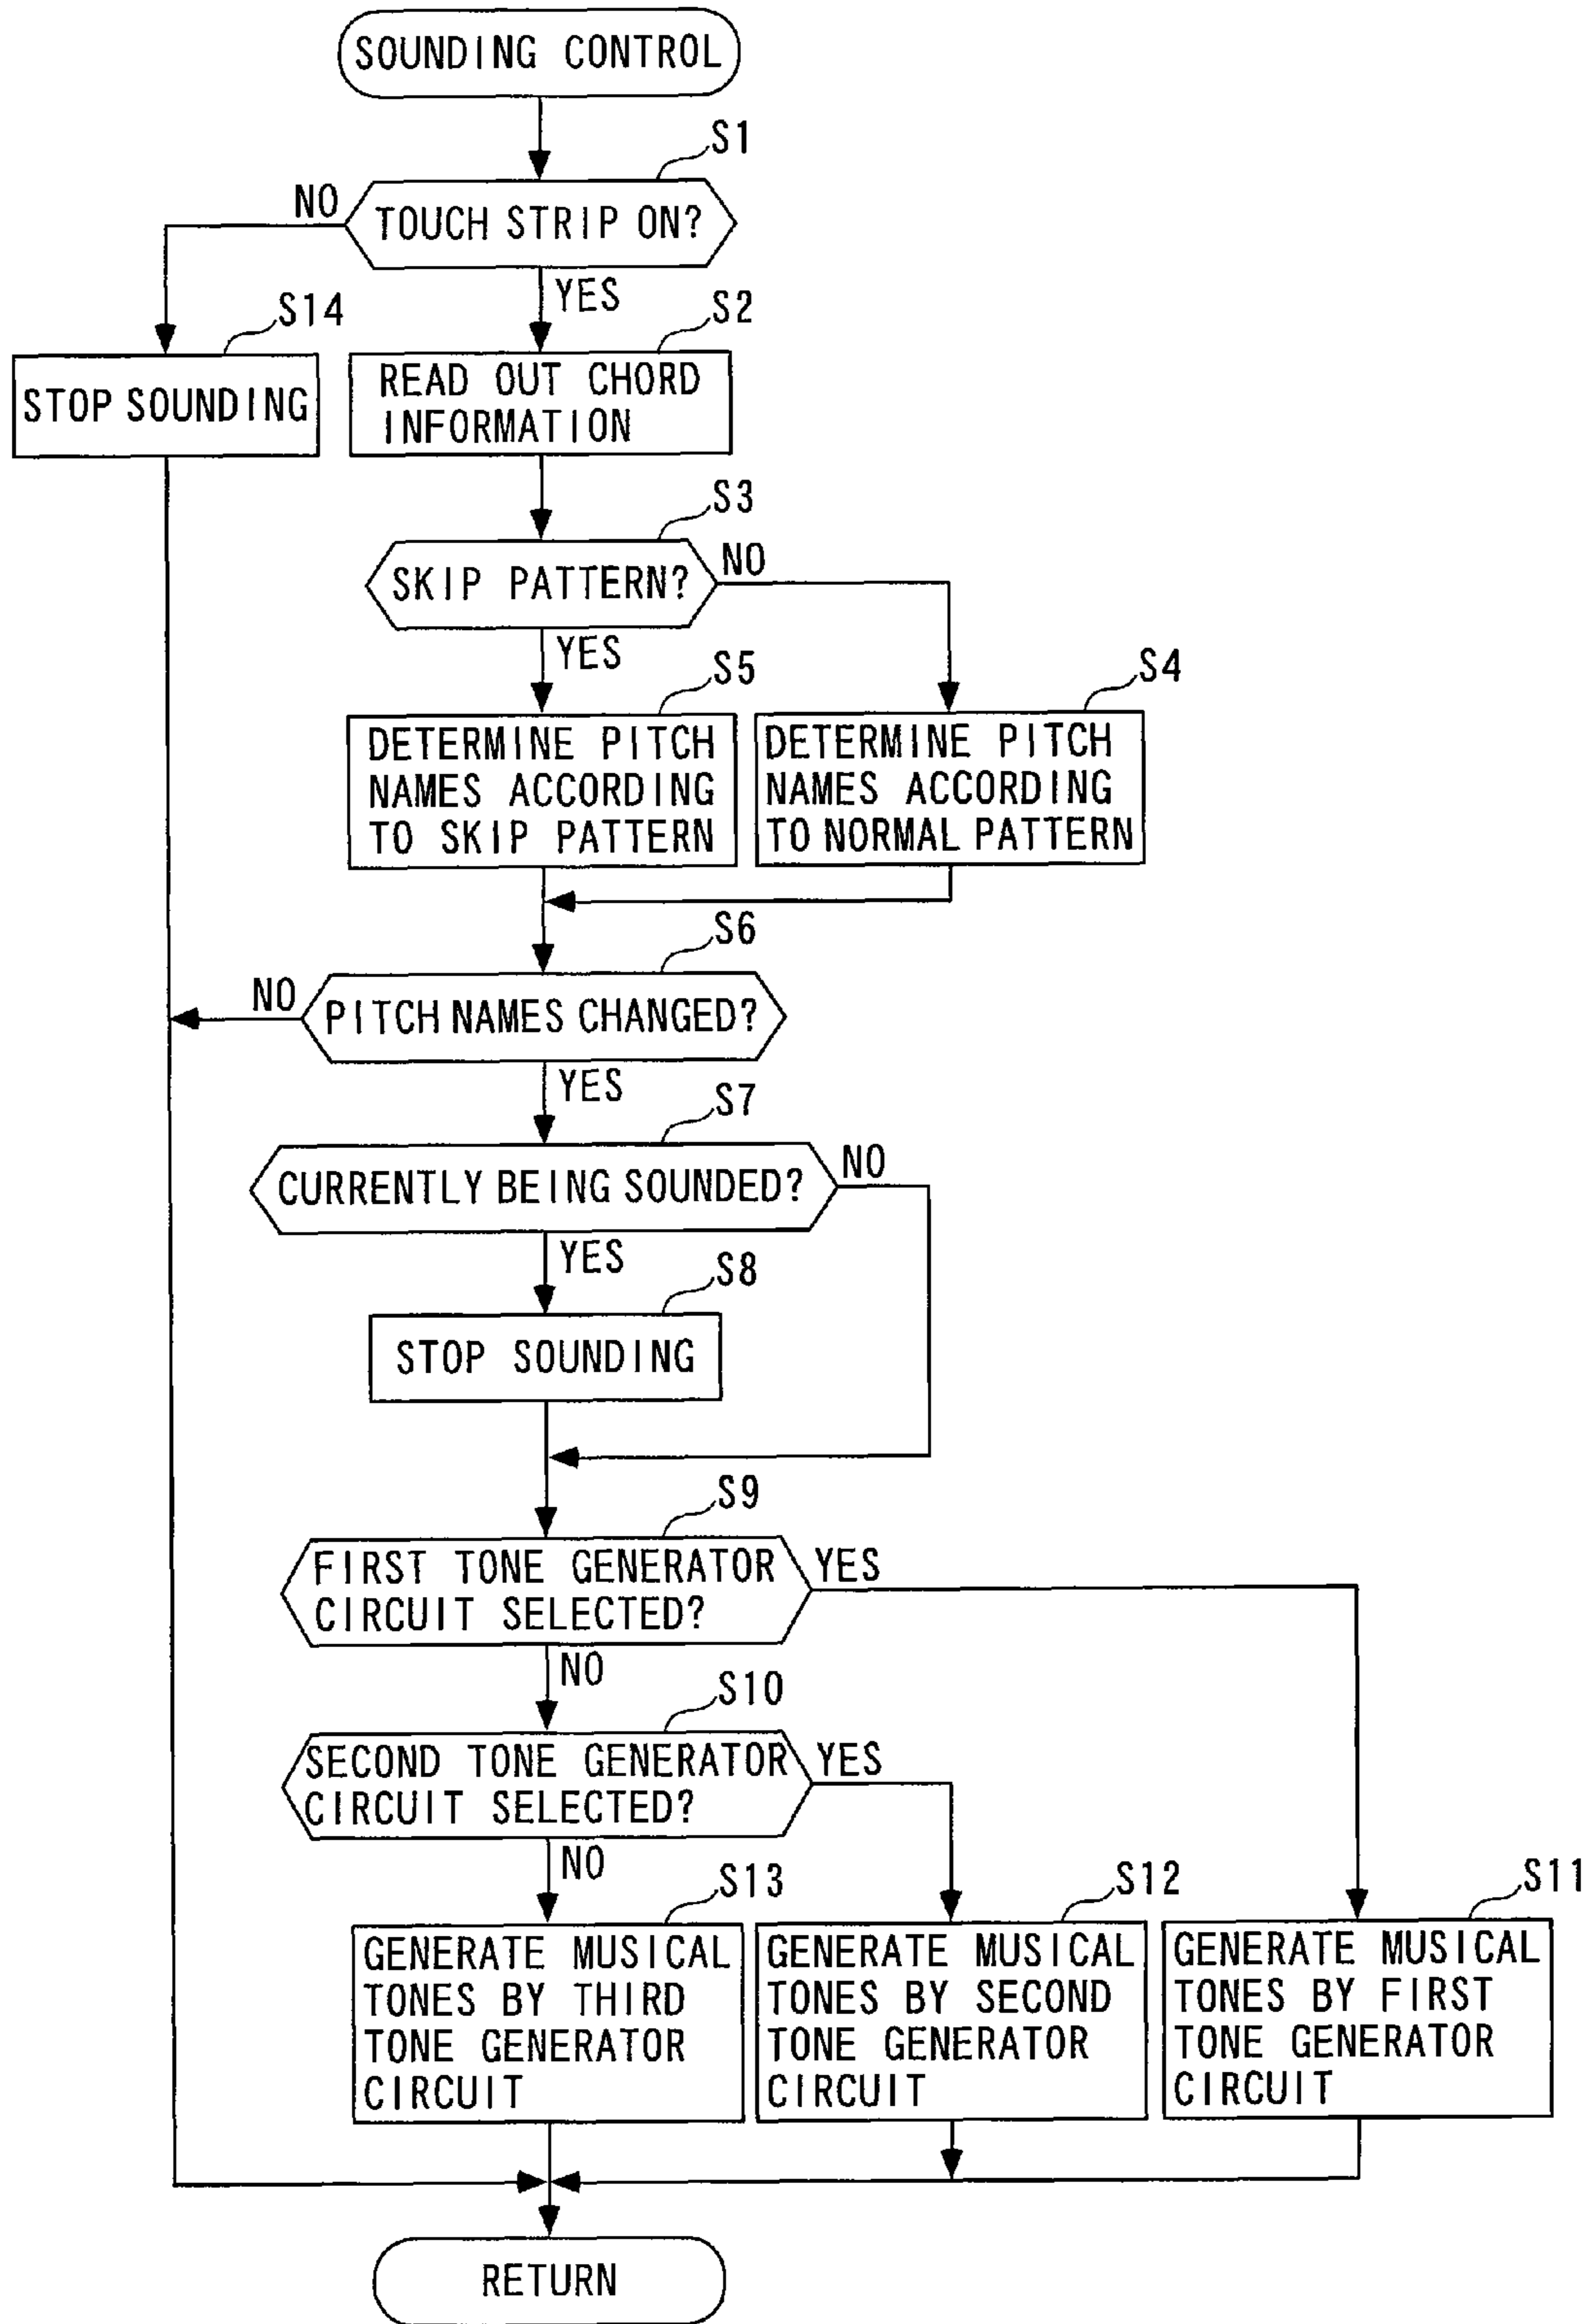 SOUNDING CONTROL
S1
NO
TOUCH STRIP ON?
YES
S14
S2
STOP SOUNDING
READ OUT CHORD
INFORMATION
S3
SKIP PATTERN?
NO
YES
S5
S4
DETERMINE PITCH
NAMES ACCORDING
TO SKIP PATTERN
DETERMINE PITCH
NAMES ACCORDING
TO NORMAL PATTERN
S6
NO
PITCH NAMES CHANGED?
YES
S7
CURRENTLY BEING SOUNDED?
NO
YES
S8
STOP SOUNDING
S9
FIRST TONE GENERATOR
CIRCUIT SELECTED?
YES
NO
S10
SECOND TONE GENERATOR
CIRCUIT SELECTED?
YES
NO
S13
S12
S11
GENERATE MUSICAL
TONES BY THIRD
TONE GENERATOR
CIRCUIT
GENERATE MUSICAL
TONES BY SECOND
TONE GENERATOR
CIRCUIT
GENERATE MUSICAL
TONES BY FIRST
TONE GENERATOR
CIRCUIT
RETURN